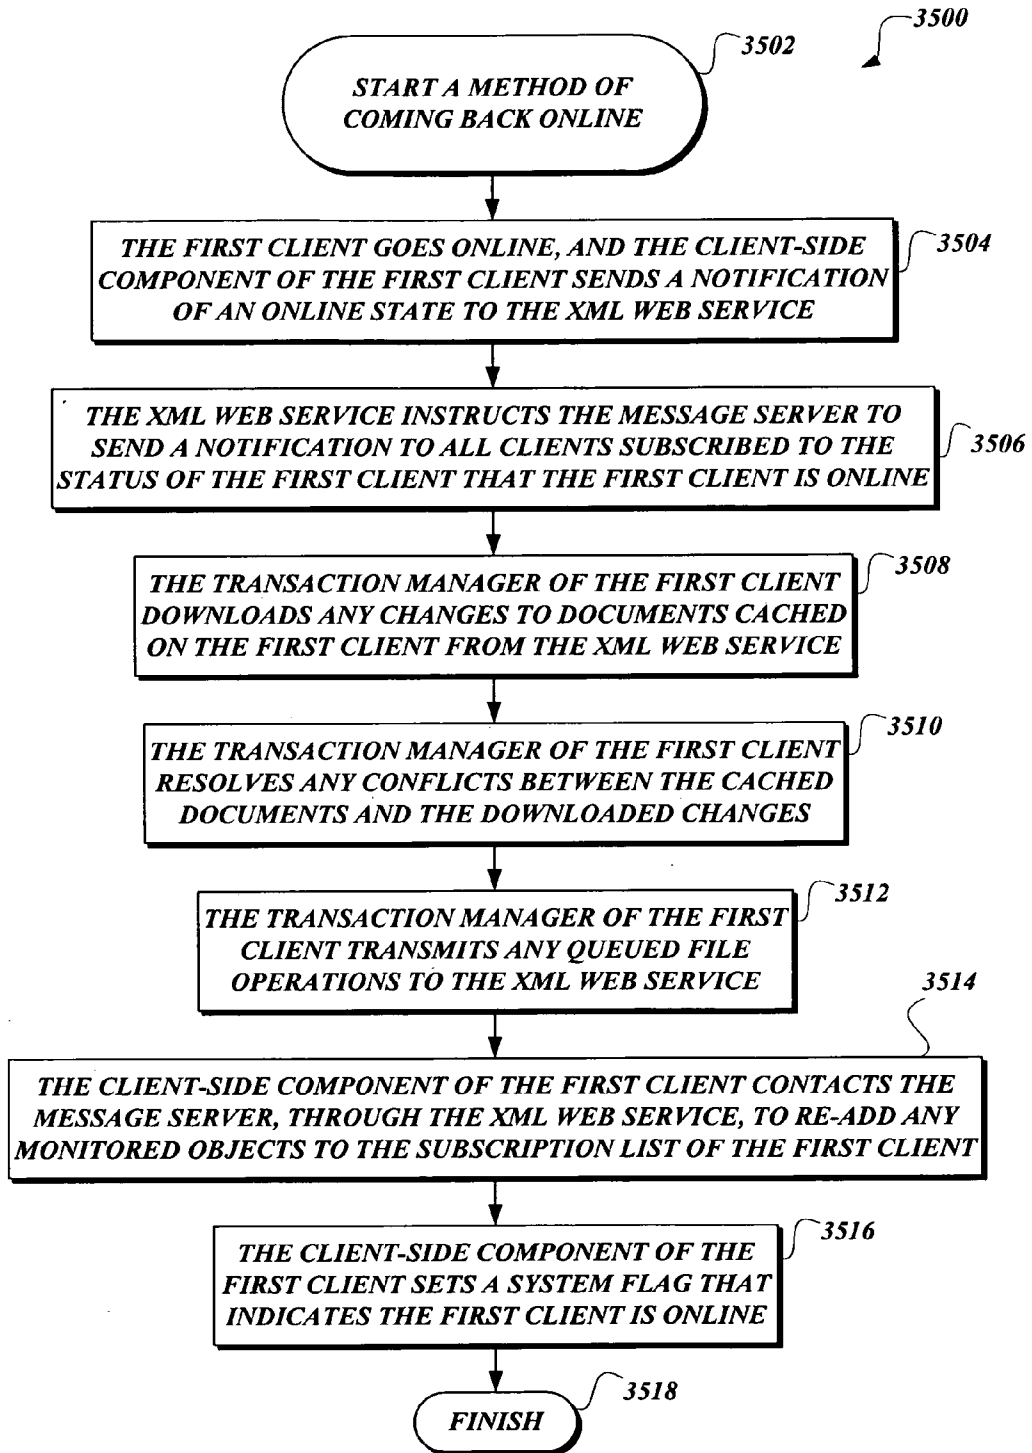 3500
3502
START A METHOD OF
COMING BACK ONLINE
THE FIRST CLIENT GOES ONLINE, AND THE CLIENT-SIDE
COMPONENT OF THE FIRST CLIENT SENDS A NOTIFICATION
OF AN ONLINE STATE TO THE XML WEB SERVICE
3504
THE XML WEB SERVICE INSTRUCTS THE MESSAGE SERVER TO
SEND A NOTIFICATION TO ALL CLIENTS SUBSCRIBED TO THE
STATUS OF THE FIRST CLIENT THAT THE FIRST CLIENT IS ONLINE
3506
THE TRANSACTION MANAGER OF THE FIRST CLIENT
DOWNLOADS ANY CHANGES TO DOCUMENTS CACHED
ON THE FIRST CLIENT FROM THE XML WEB SERVICE
3508
THE TRANSACTION MANAGER OF THE FIRST CLIENT
RESOLVES ANY CONFLICTS BETWEEN THE CACHED
DOCUMENTS AND THE DOWNLOADED CHANGES
3510
THE TRANSACTION MANAGER OF THE FIRST
CLIENT TRANSMITS ANY QUEUED FILE
OPERATIONS TO THE XML WEB SERVICE
3512
3514
THE CLIENT-SIDE COMPONENT OF THE FIRST CLIENT CONTACTS THE
MESSAGE SERVER, THROUGH THE XML WEB SERVICE, TO RE-ADD ANY
MONITORED OBJECTS TO THE SUBSCRIPTION LIST OF THE FIRST CLIENT
THE CLIENT-SIDE COMPONENT OF THE
FIRST CLIENT SETS A SYSTEM FLAG THAT
INDICATES THE FIRST CLIENT IS ONLINE
3516
FINISH
3518